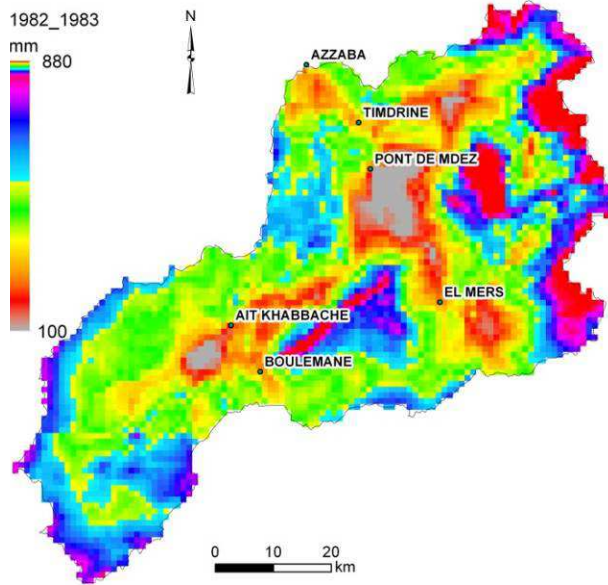 1982_1983
mm
880
100
N
AZZABA
TIMDRINE
PONT DE MDEZ
EL MERS
AIT KHABBACHE
BOULEMANE
0 10 20
km